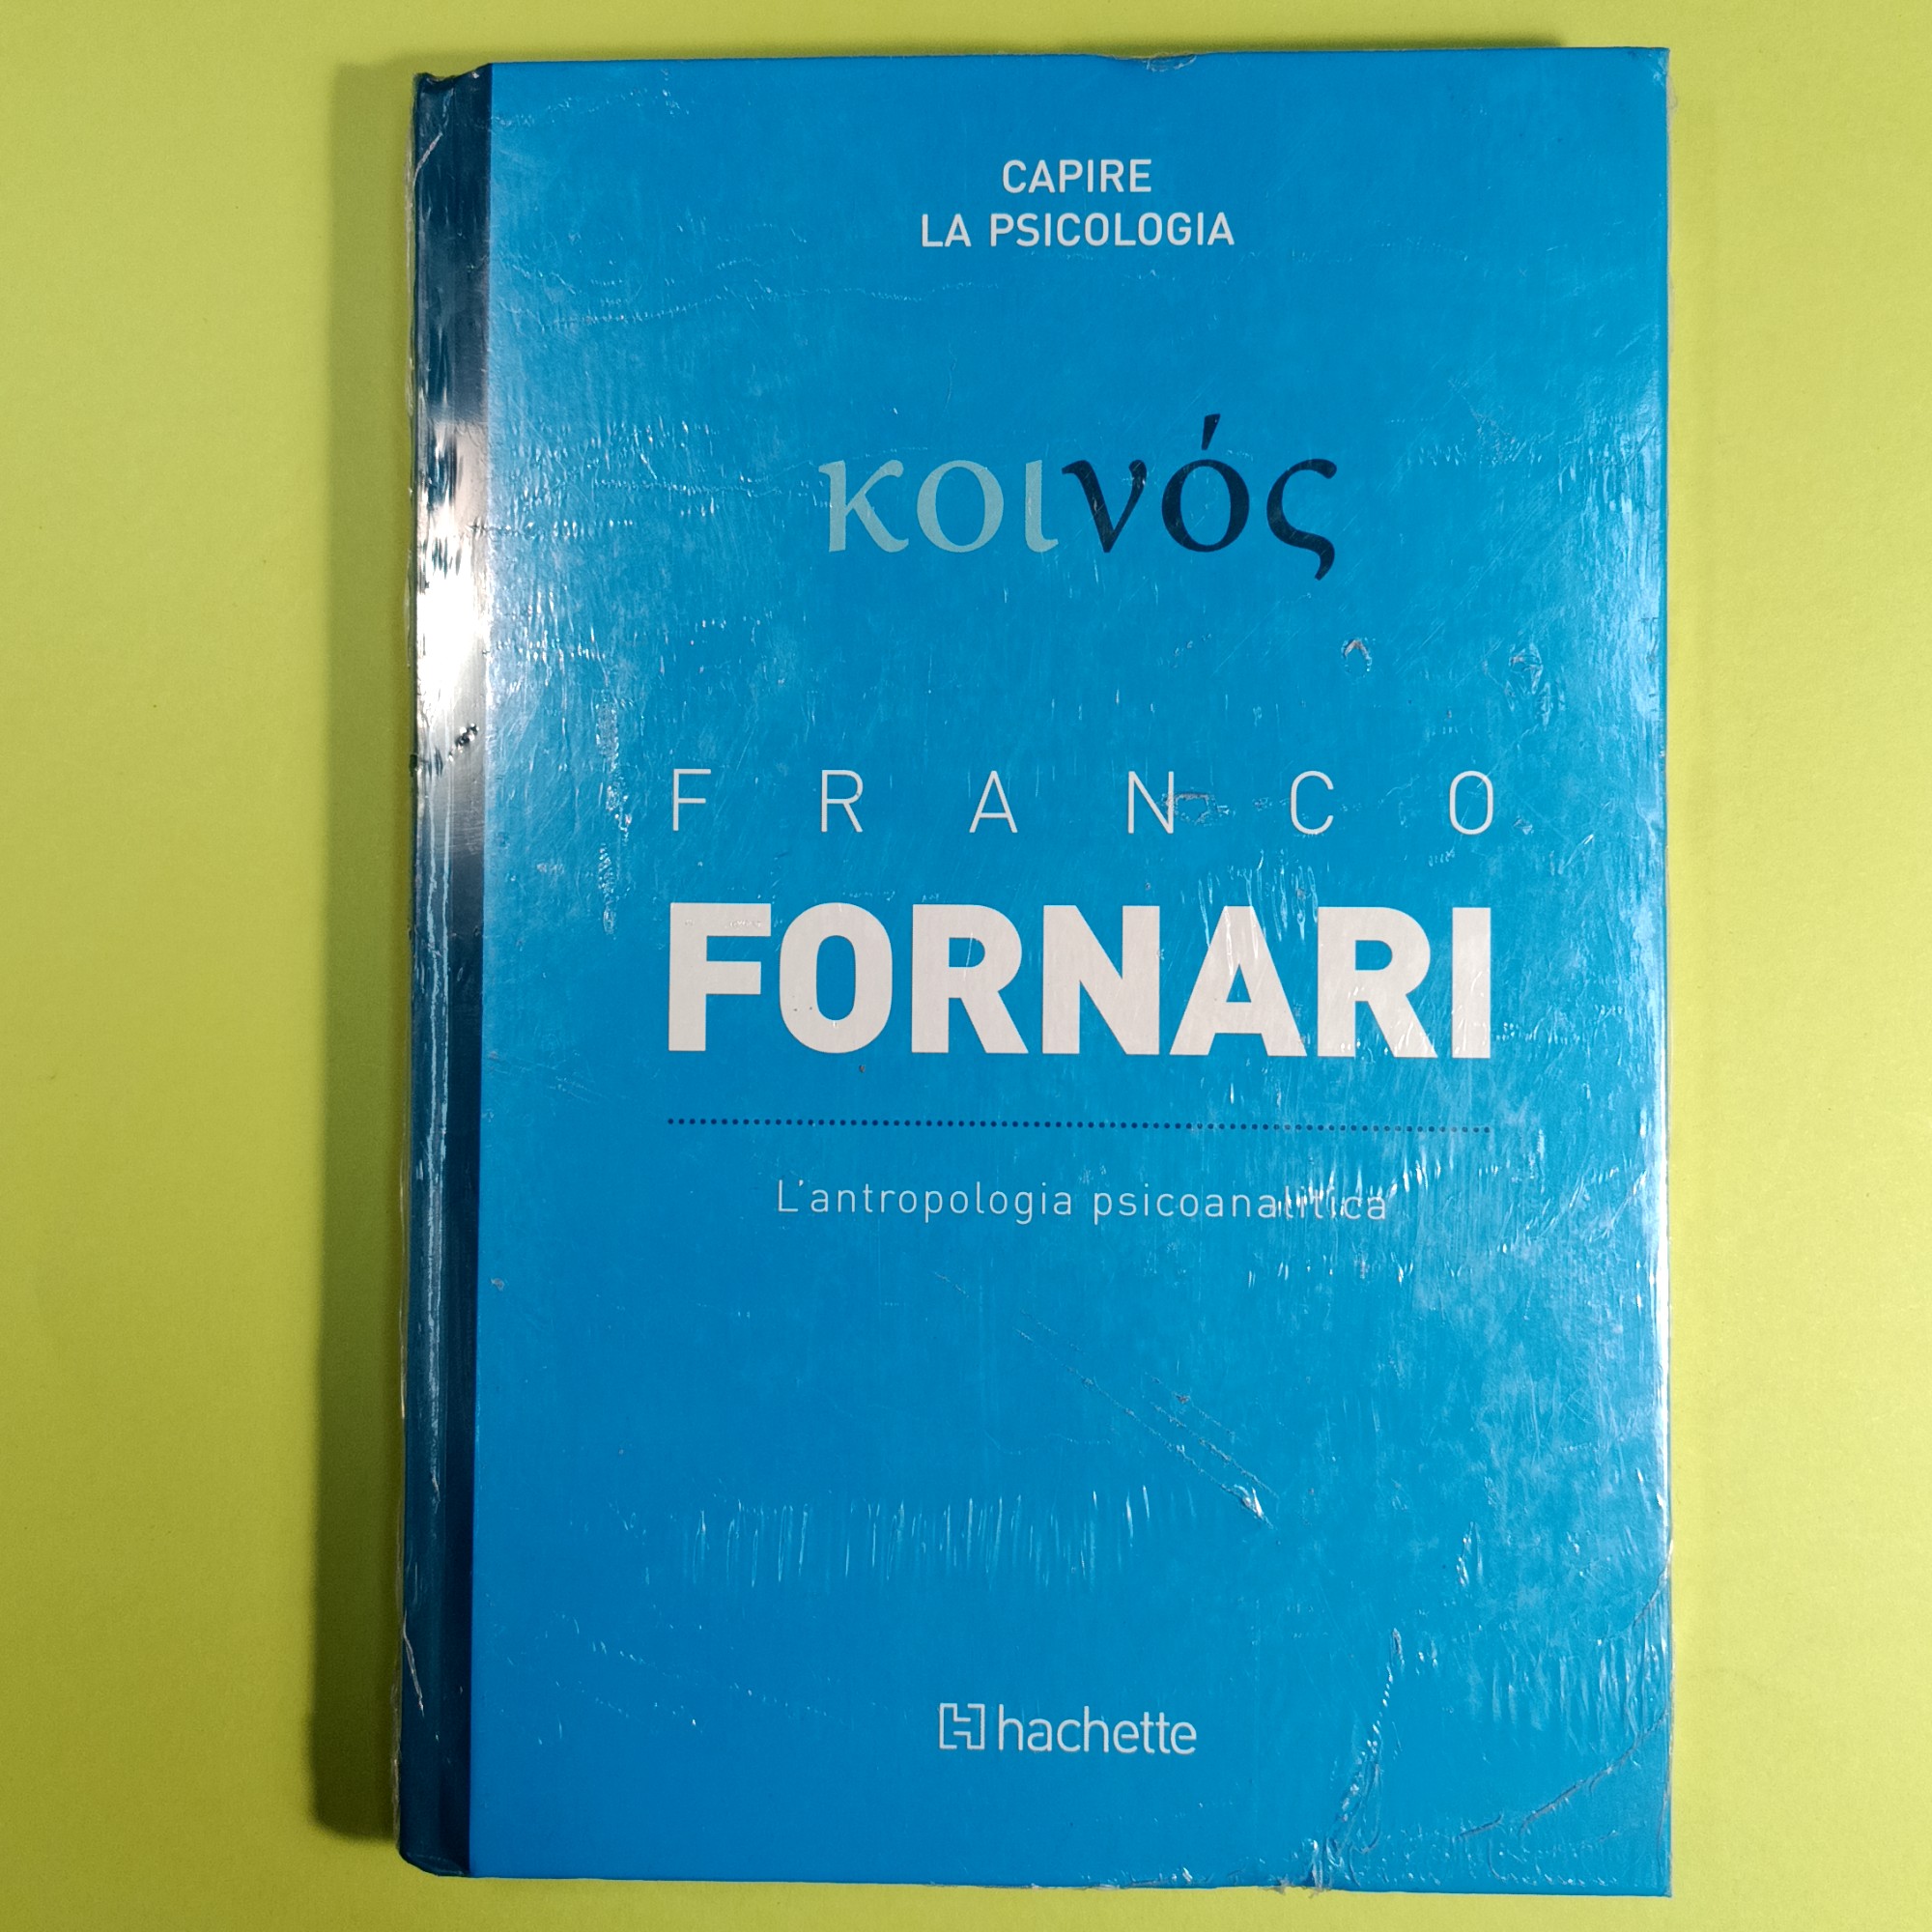 CAPIRE
LA PSICOLOGIA
κοινός
FRANCO
FORNARI
L'antropologia psicoanalitica
hachette